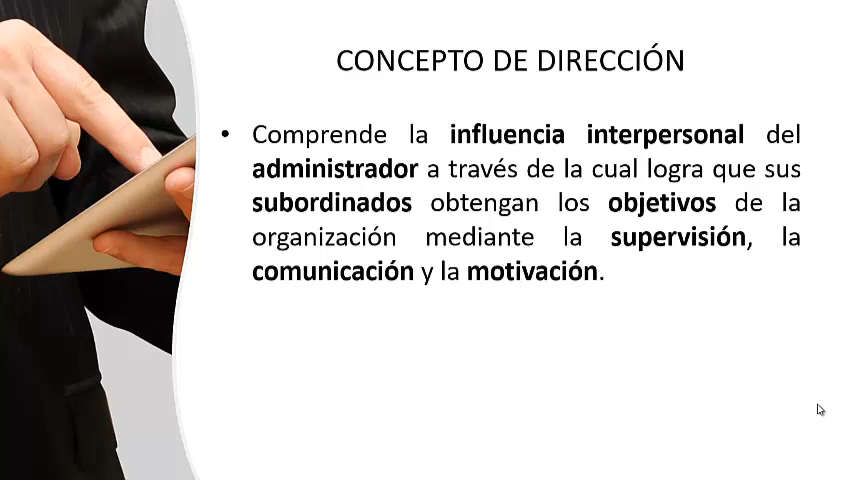 CONCEPTO DE DIRECCIÓN
• Comprende la influencia interpersonal del
administrador a través de la cual logra que sus
subordinados obtengan los objetivos de la
organización mediante la supervisión, la
comunicación y la motivación.